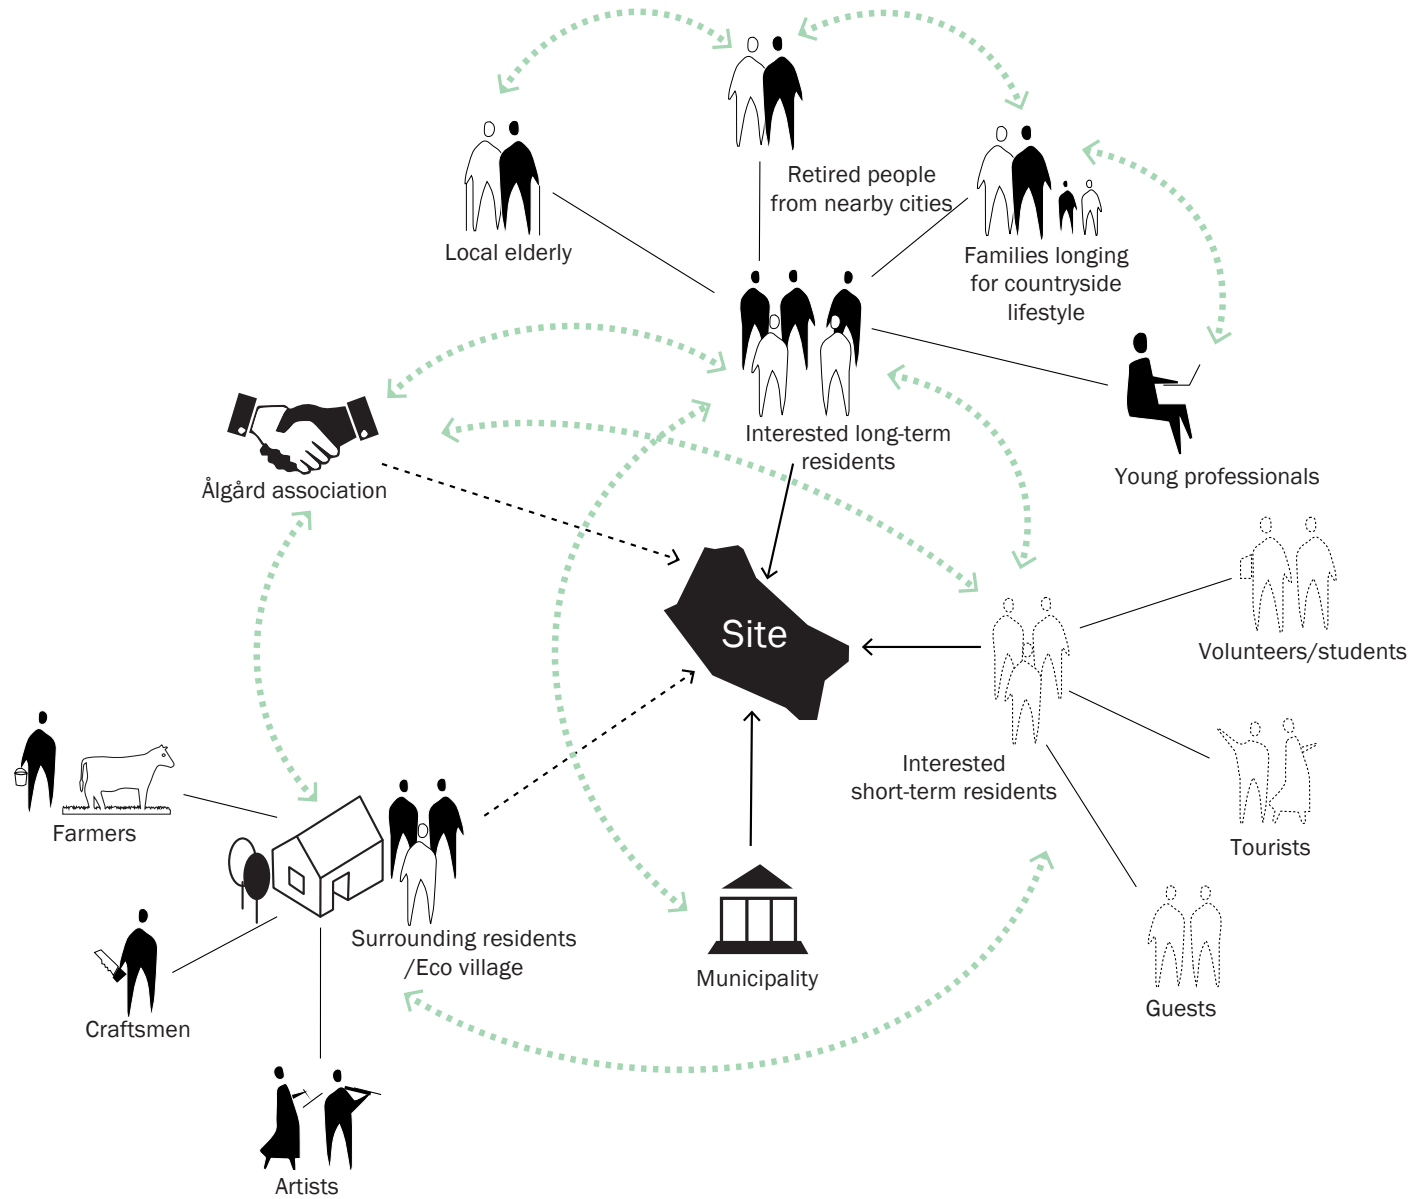 Retired people
from nearby cities
Local elderly
Families longing
for countryside
lifestyle
Interested long-term
residents
Young professionals
Ålgård association
Site
Volunteers/students
Interested
short-term residents
Farmers
Tourists
Surrounding residents
/Eco village
Municipality
Guests
Craftsmen
Artists